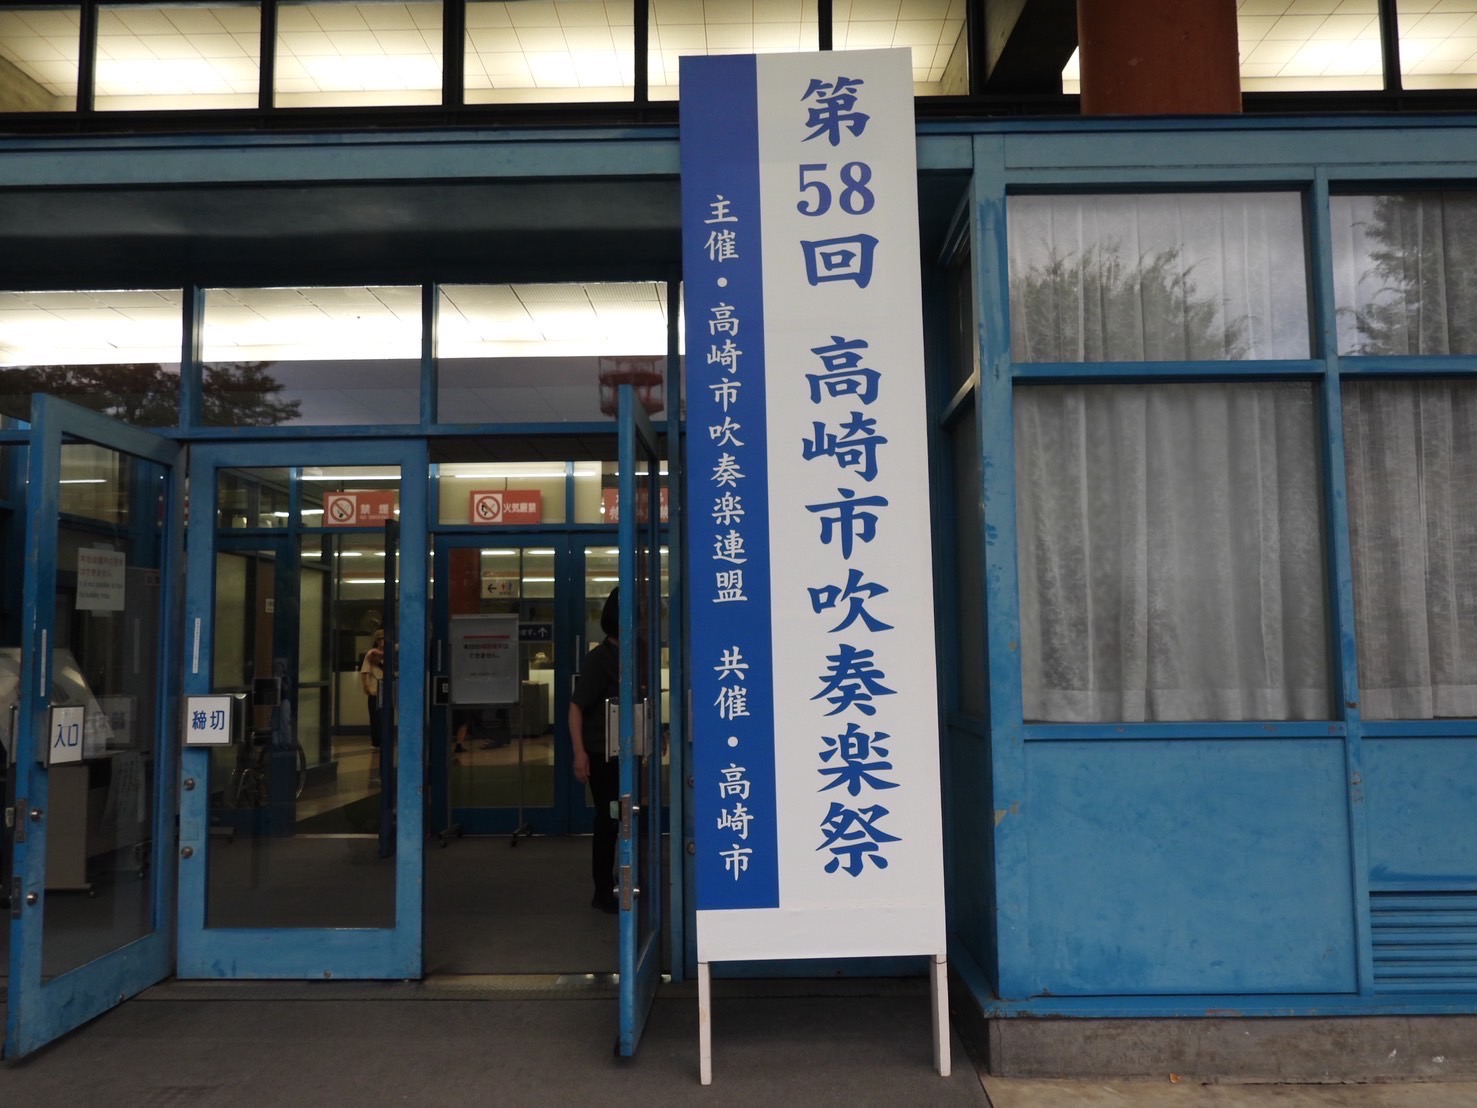 第58回 高崎市吹奏楽祭
主催・高崎市吹奏楽連盟 共催・高崎市
禁煙
火気厳禁
入口
締切